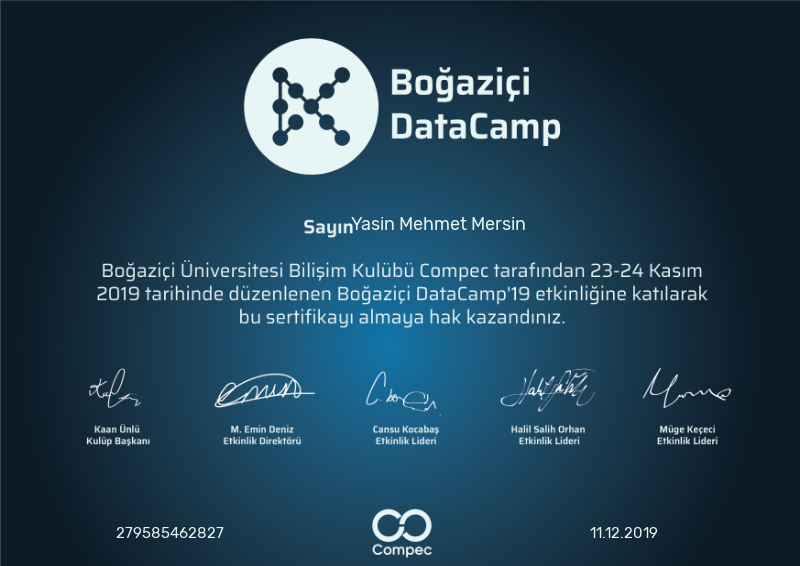 Boğaziçi
DataCamp
Sayın Yasin Mehmet Mersin
Boğaziçi Üniversitesi Bilişim Kulübü Compec tarafından 23-24 Kasım
2019 tarihinde düzenlenen Boğaziçi DataCamp'19 etkinliğine katılarak
bu sertifikayı almaya hak kazandınız.
Kaan Ünlü
Kulüp Başkanı
M. Emin Deniz
Etkinlik Direktörü
Cansu Kocabaş
Etkinlik Lideri
Halil Salih Orhan
Etkinlik Lideri
Müge Keçeci
Etkinlik Lideri
279585462827
Compec
11.12.2019